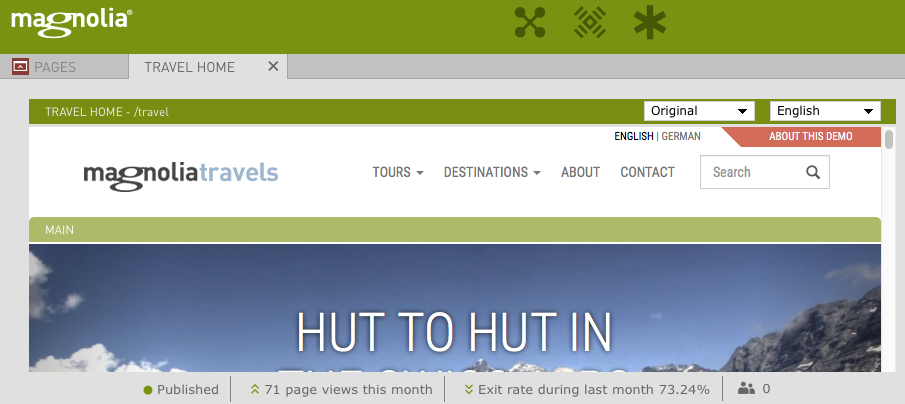 magnolia®
PAGES
TRAVEL HOME
TRAVEL HOME - /travel
Original
English
ENGLISH | GERMAN
ABOUT THIS DEMO
magnoliatravels
TOURS
DESTINATIONS
ABOUT
CONTACT
Search
MAIN
HUT TO HUT IN
Published
71 page views this month
Exit rate during last month 73.24%
0